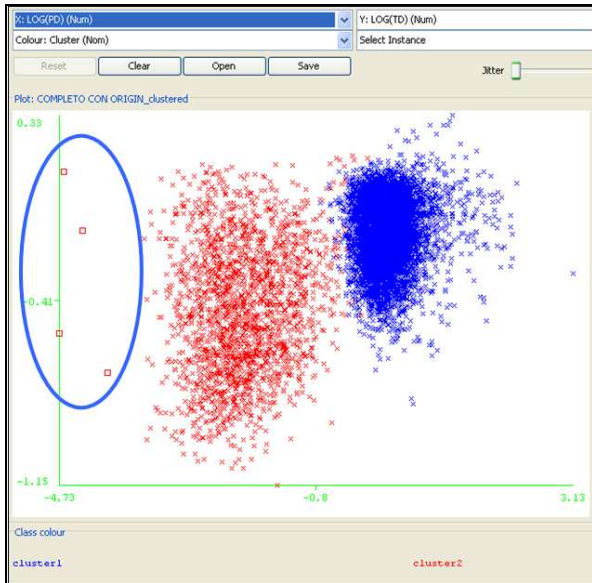 X: LOG(PD) (Num)
Y: LOG(TD) (Num)
Colour: Cluster (Nom)
Select Instance
Reset
Clear
Open
Save
Jitter
Plot: COMPLETO CON ORIGIN_clustered
0.33
-0.41
-1.15
-4.73
-0.8
3.13
Class colour
cluster1
cluster2